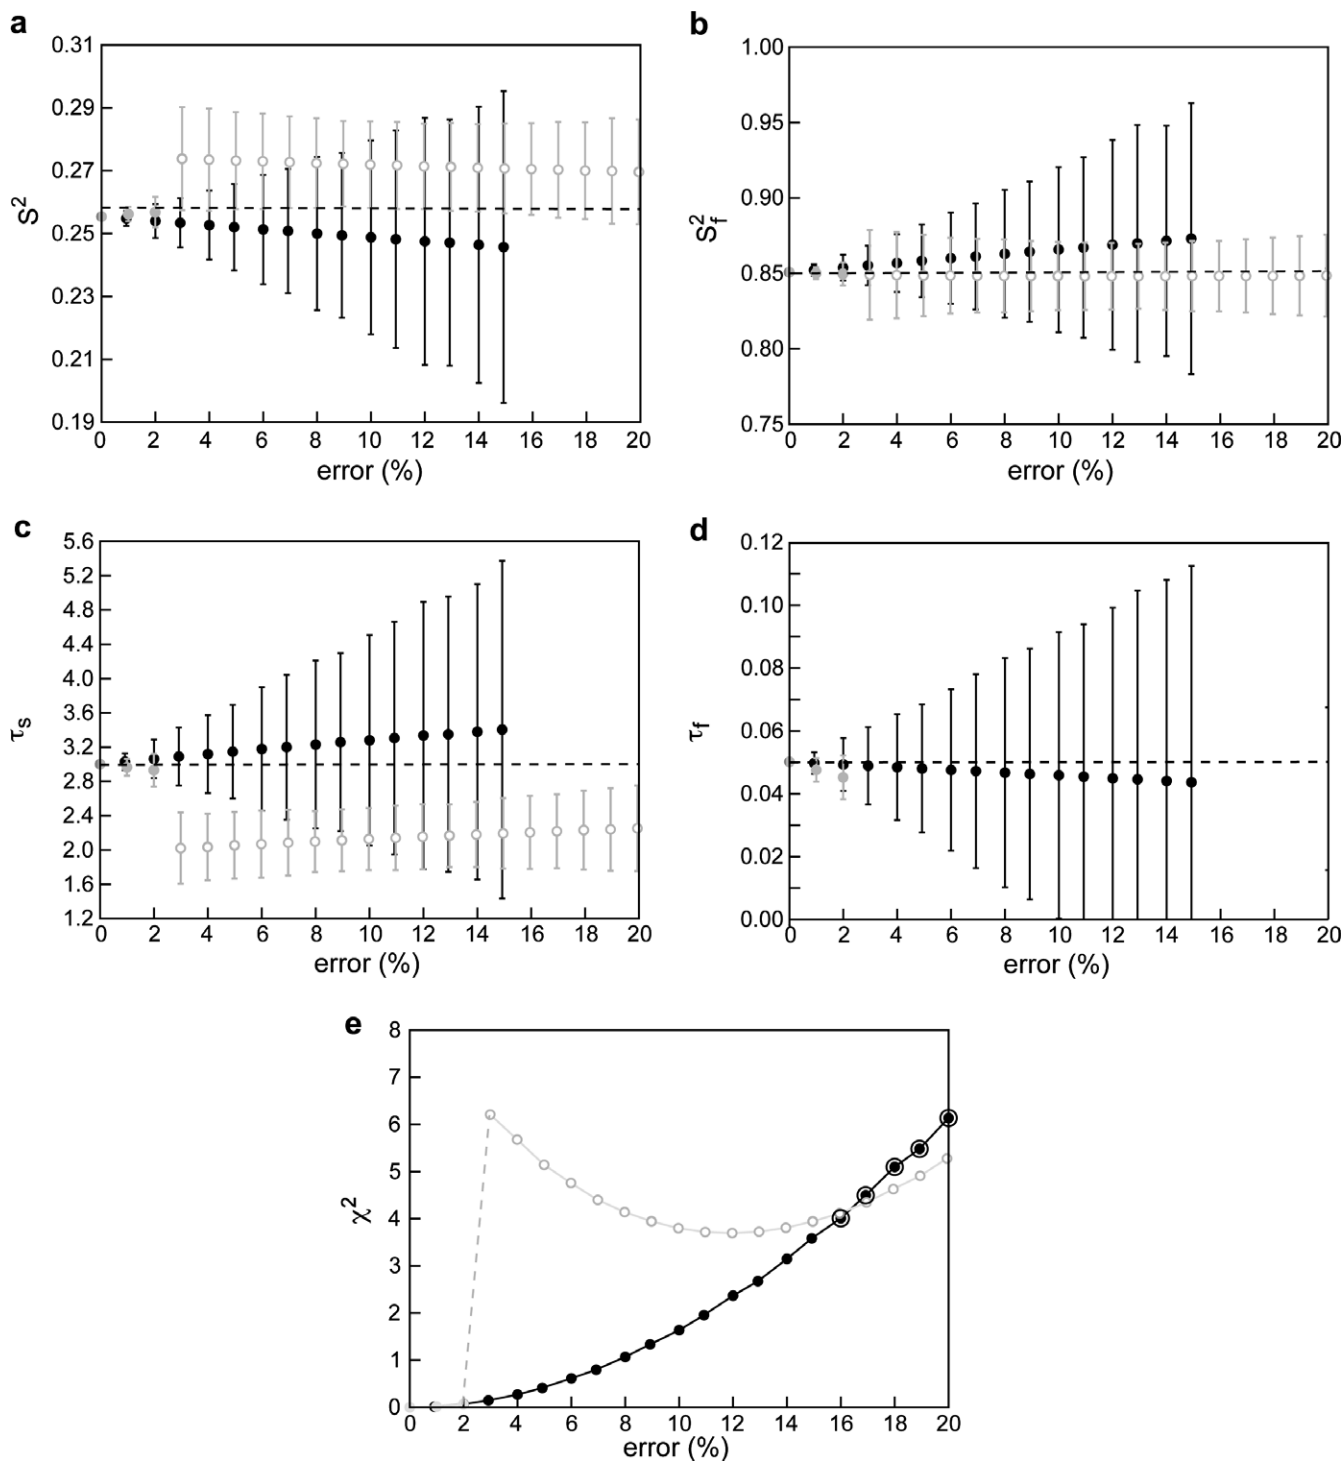 a
0.31
0.29
0.27
0.25
0.23
0.21
0.19
S²
0 2 4 6 8 10 12 14 16 18 20
error (%)
b
1.00
0.95
0.90
0.85
0.80
0.75
S²f
0 2 4 6 8 10 12 14 16 18 20
error (%)
c
5.6
5.2
4.8
4.4
4.0
3.6
3.2
2.8
2.4
2.0
1.6
1.2
τs
0 2 4 6 8 10 12 14 16 18 20
error (%)
d
0.12
0.10
0.08
0.06
0.04
0.02
0.00
τf
0 2 4 6 8 10 12 14 16 18 20
error (%)
e
8
7
6
5
4
3
2
1
0
χ²
0 2 4 6 8 10 12 14 16 18 20
error (%)